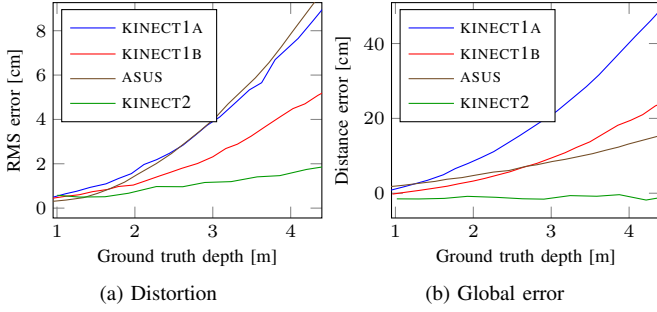 KINECT1A
KINECT1B
ASUS
KINECT2
8
6
4
2
0
RMS error [cm]
1 2 3 4
Ground truth depth [m]
(a) Distortion
KINECT1A
KINECT1B
ASUS
KINECT2
40
20
0
Distance error [cm]
1 2 3 4
Ground truth depth [m]
(b) Global error